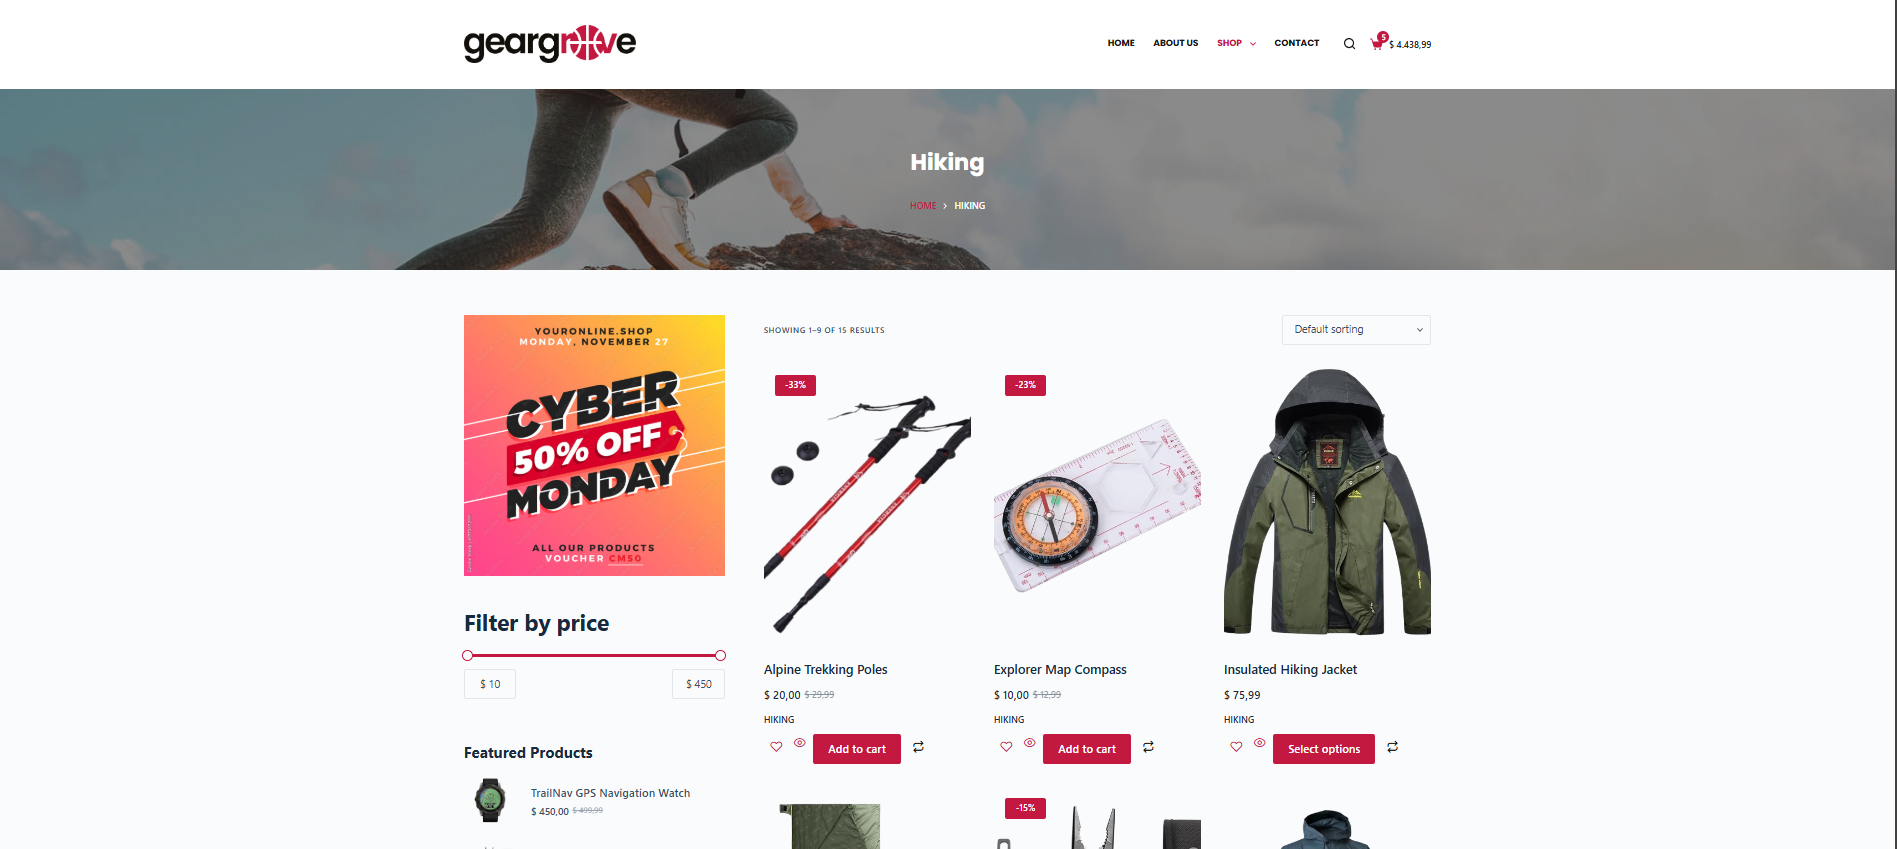 geargroove
HOME ABOUT US SHOP CONTACT 5 $ 4.438,99
Hiking
HOME > HIKING
YOURONLINE.SHOP
MONDAY, NOVEMBER 27
CYBER
50% OFF
MONDAY
ALL OUR PRODUCTS
VOUCHER CM50
SHOWING 1–9 OF 15 RESULTS
Default sorting
-33%
-23%
Filter by price
$ 10
$ 450
Featured Products
TrailNav GPS Navigation Watch
$ 450,00 $ 499,99
Alpine Trekking Poles
$ 20,00 $ 29,99
HIKING
Add to cart
Explorer Map Compass
$ 10,00 $ 12,99
HIKING
Add to cart
Insulated Hiking Jacket
$ 75,99
HIKING
Select options
-15%